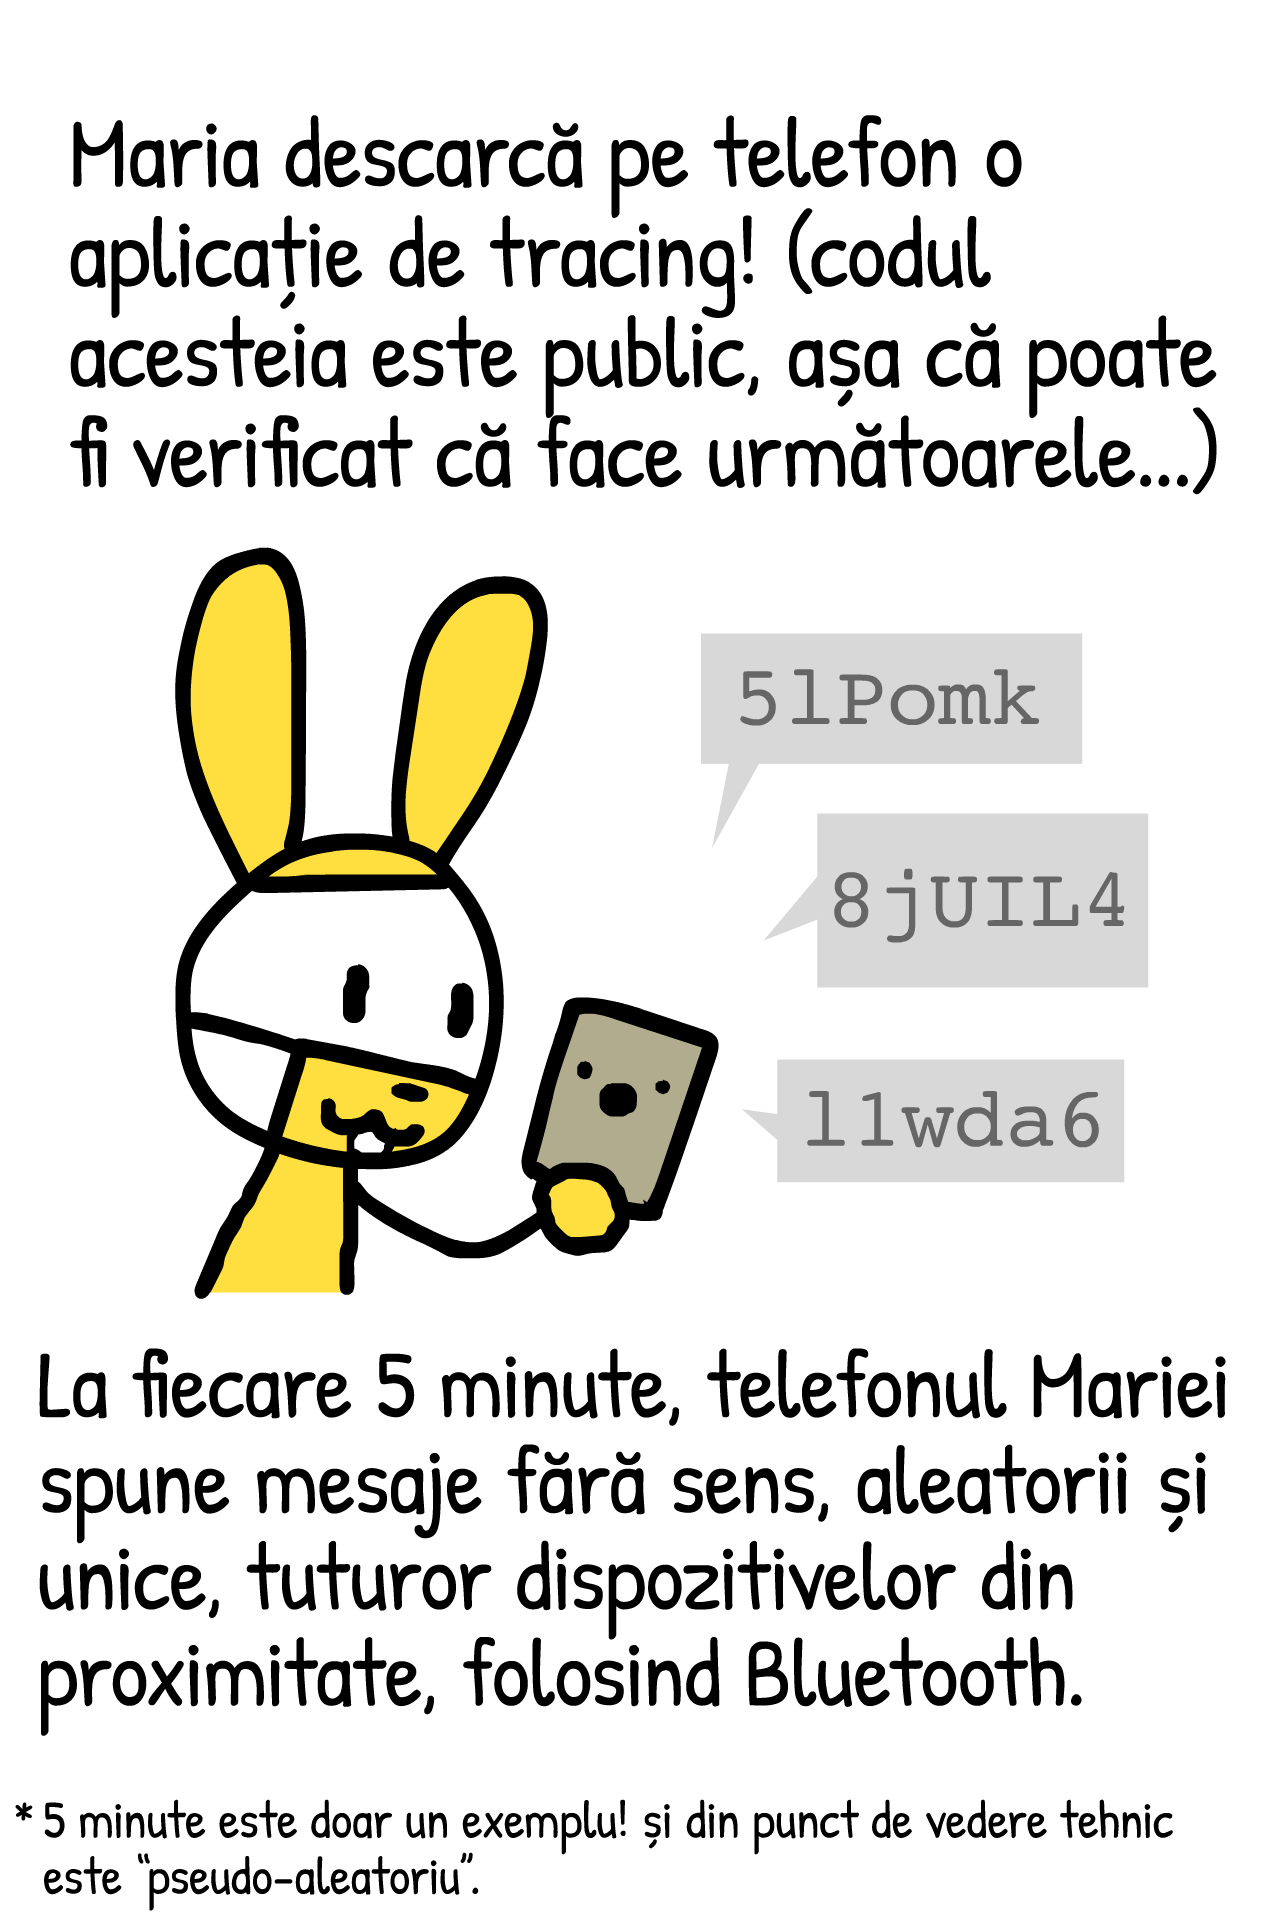 Maria descarcă pe telefon o
aplicație de tracing! (codul
acesteia este public, așa că poate
fi verificat că face următoarele...)
5lPomk
8jUIL4
l1wda6
La fiecare 5 minute, telefonul Mariei
spune mesaje fără sens, aleatorii și
unice, tuturor dispozitivelor din
proximitate, folosind Bluetooth.
* 5 minute este doar un exemplu! și din punct de vedere tehnic
este “pseudo-aleatoriu”.